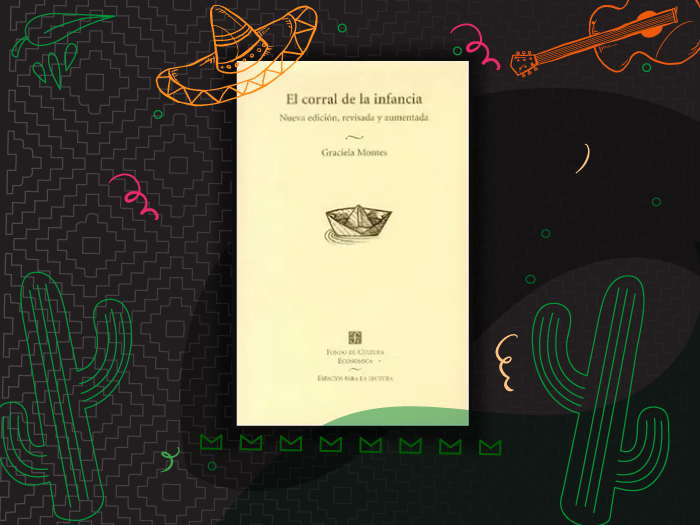 El corral de la infancia
Nueva edición, revisada y aumentada
Graciela Montes
FONDO DE CULTURA
ECONÓMICA
ESPACIOS PARA LA LECTURA